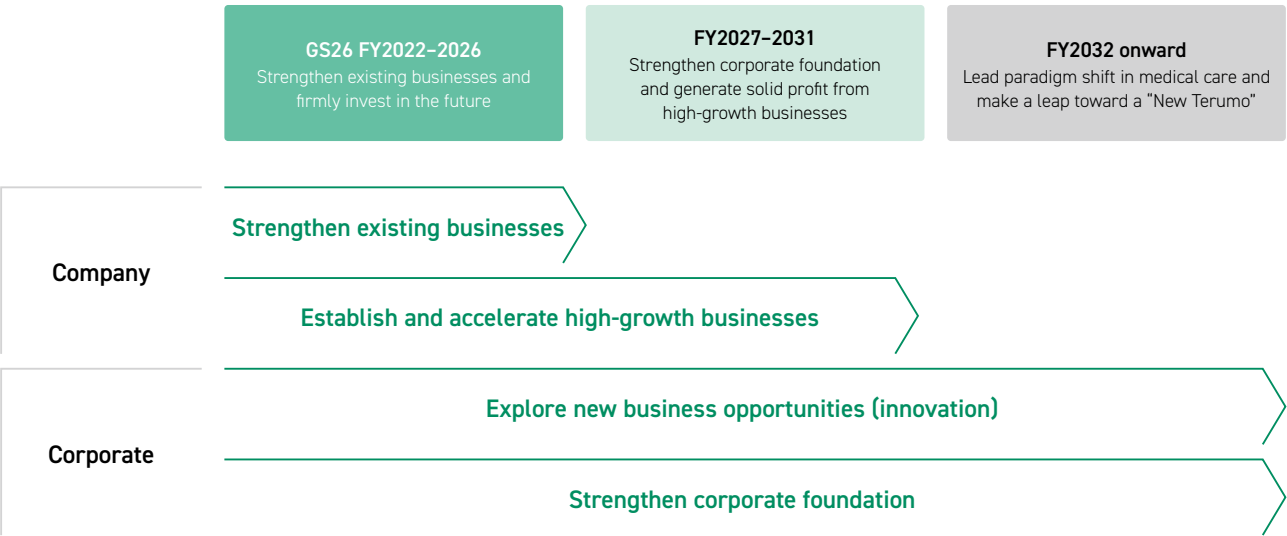 GS26 FY2022–2026
Strengthen existing businesses and
firmly invest in the future
FY2027–2031
Strengthen corporate foundation
and generate solid profit from
high-growth businesses
FY2032 onward
Lead paradigm shift in medical care and
make a leap toward a “New Terumo”
Company
Strengthen existing businesses
Establish and accelerate high-growth businesses
Corporate
Explore new business opportunities (innovation)
Strengthen corporate foundation